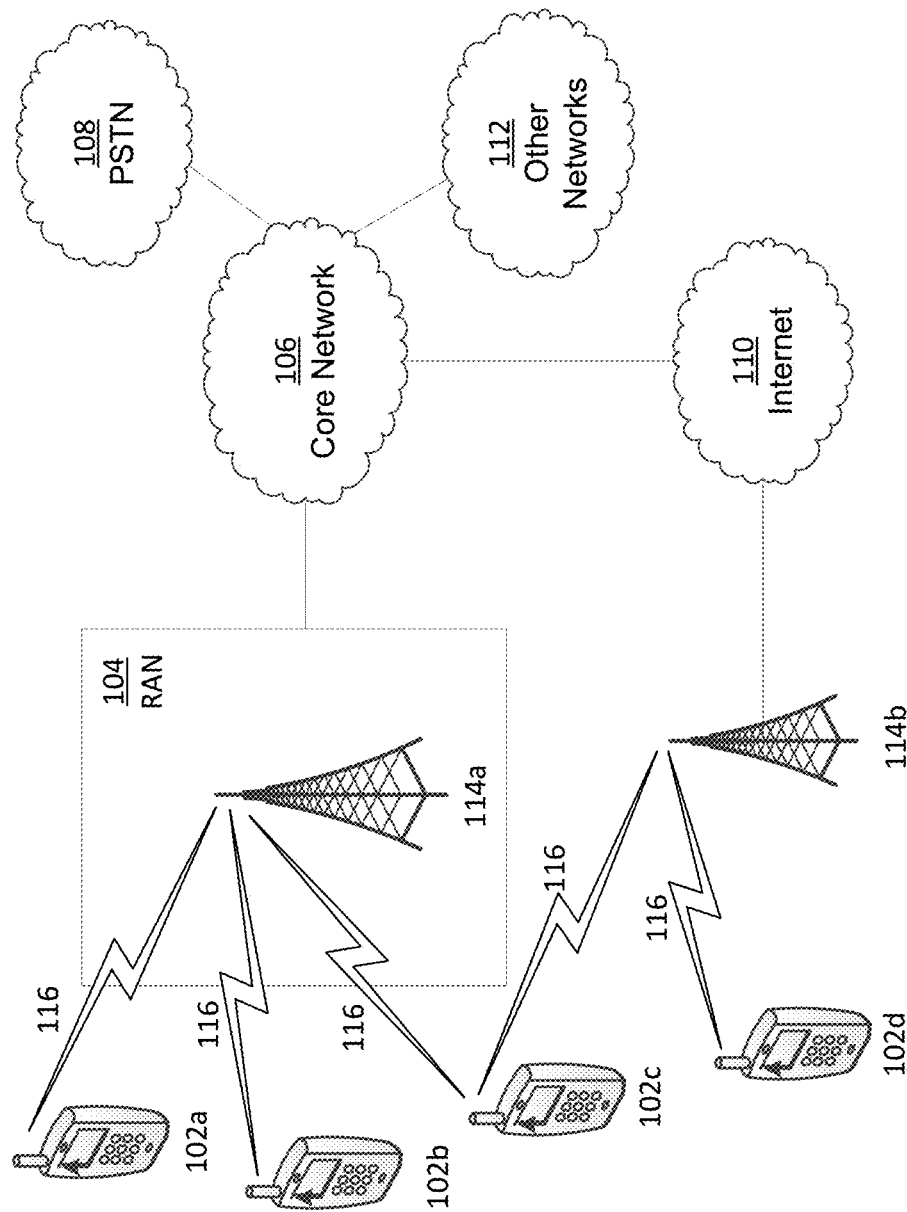 102a
116
102b
116
116
102c
116
102d
116
114a
114b
104
RAN
106
Core Network
108
PSTN
112
Other
Networks
110
Internet